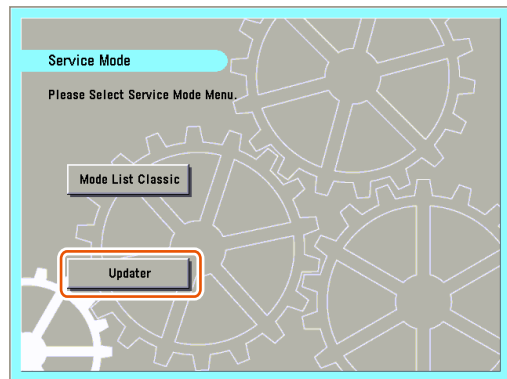 Service Mode
Please Select Service Mode Menu.
Mode List Classic
Updater